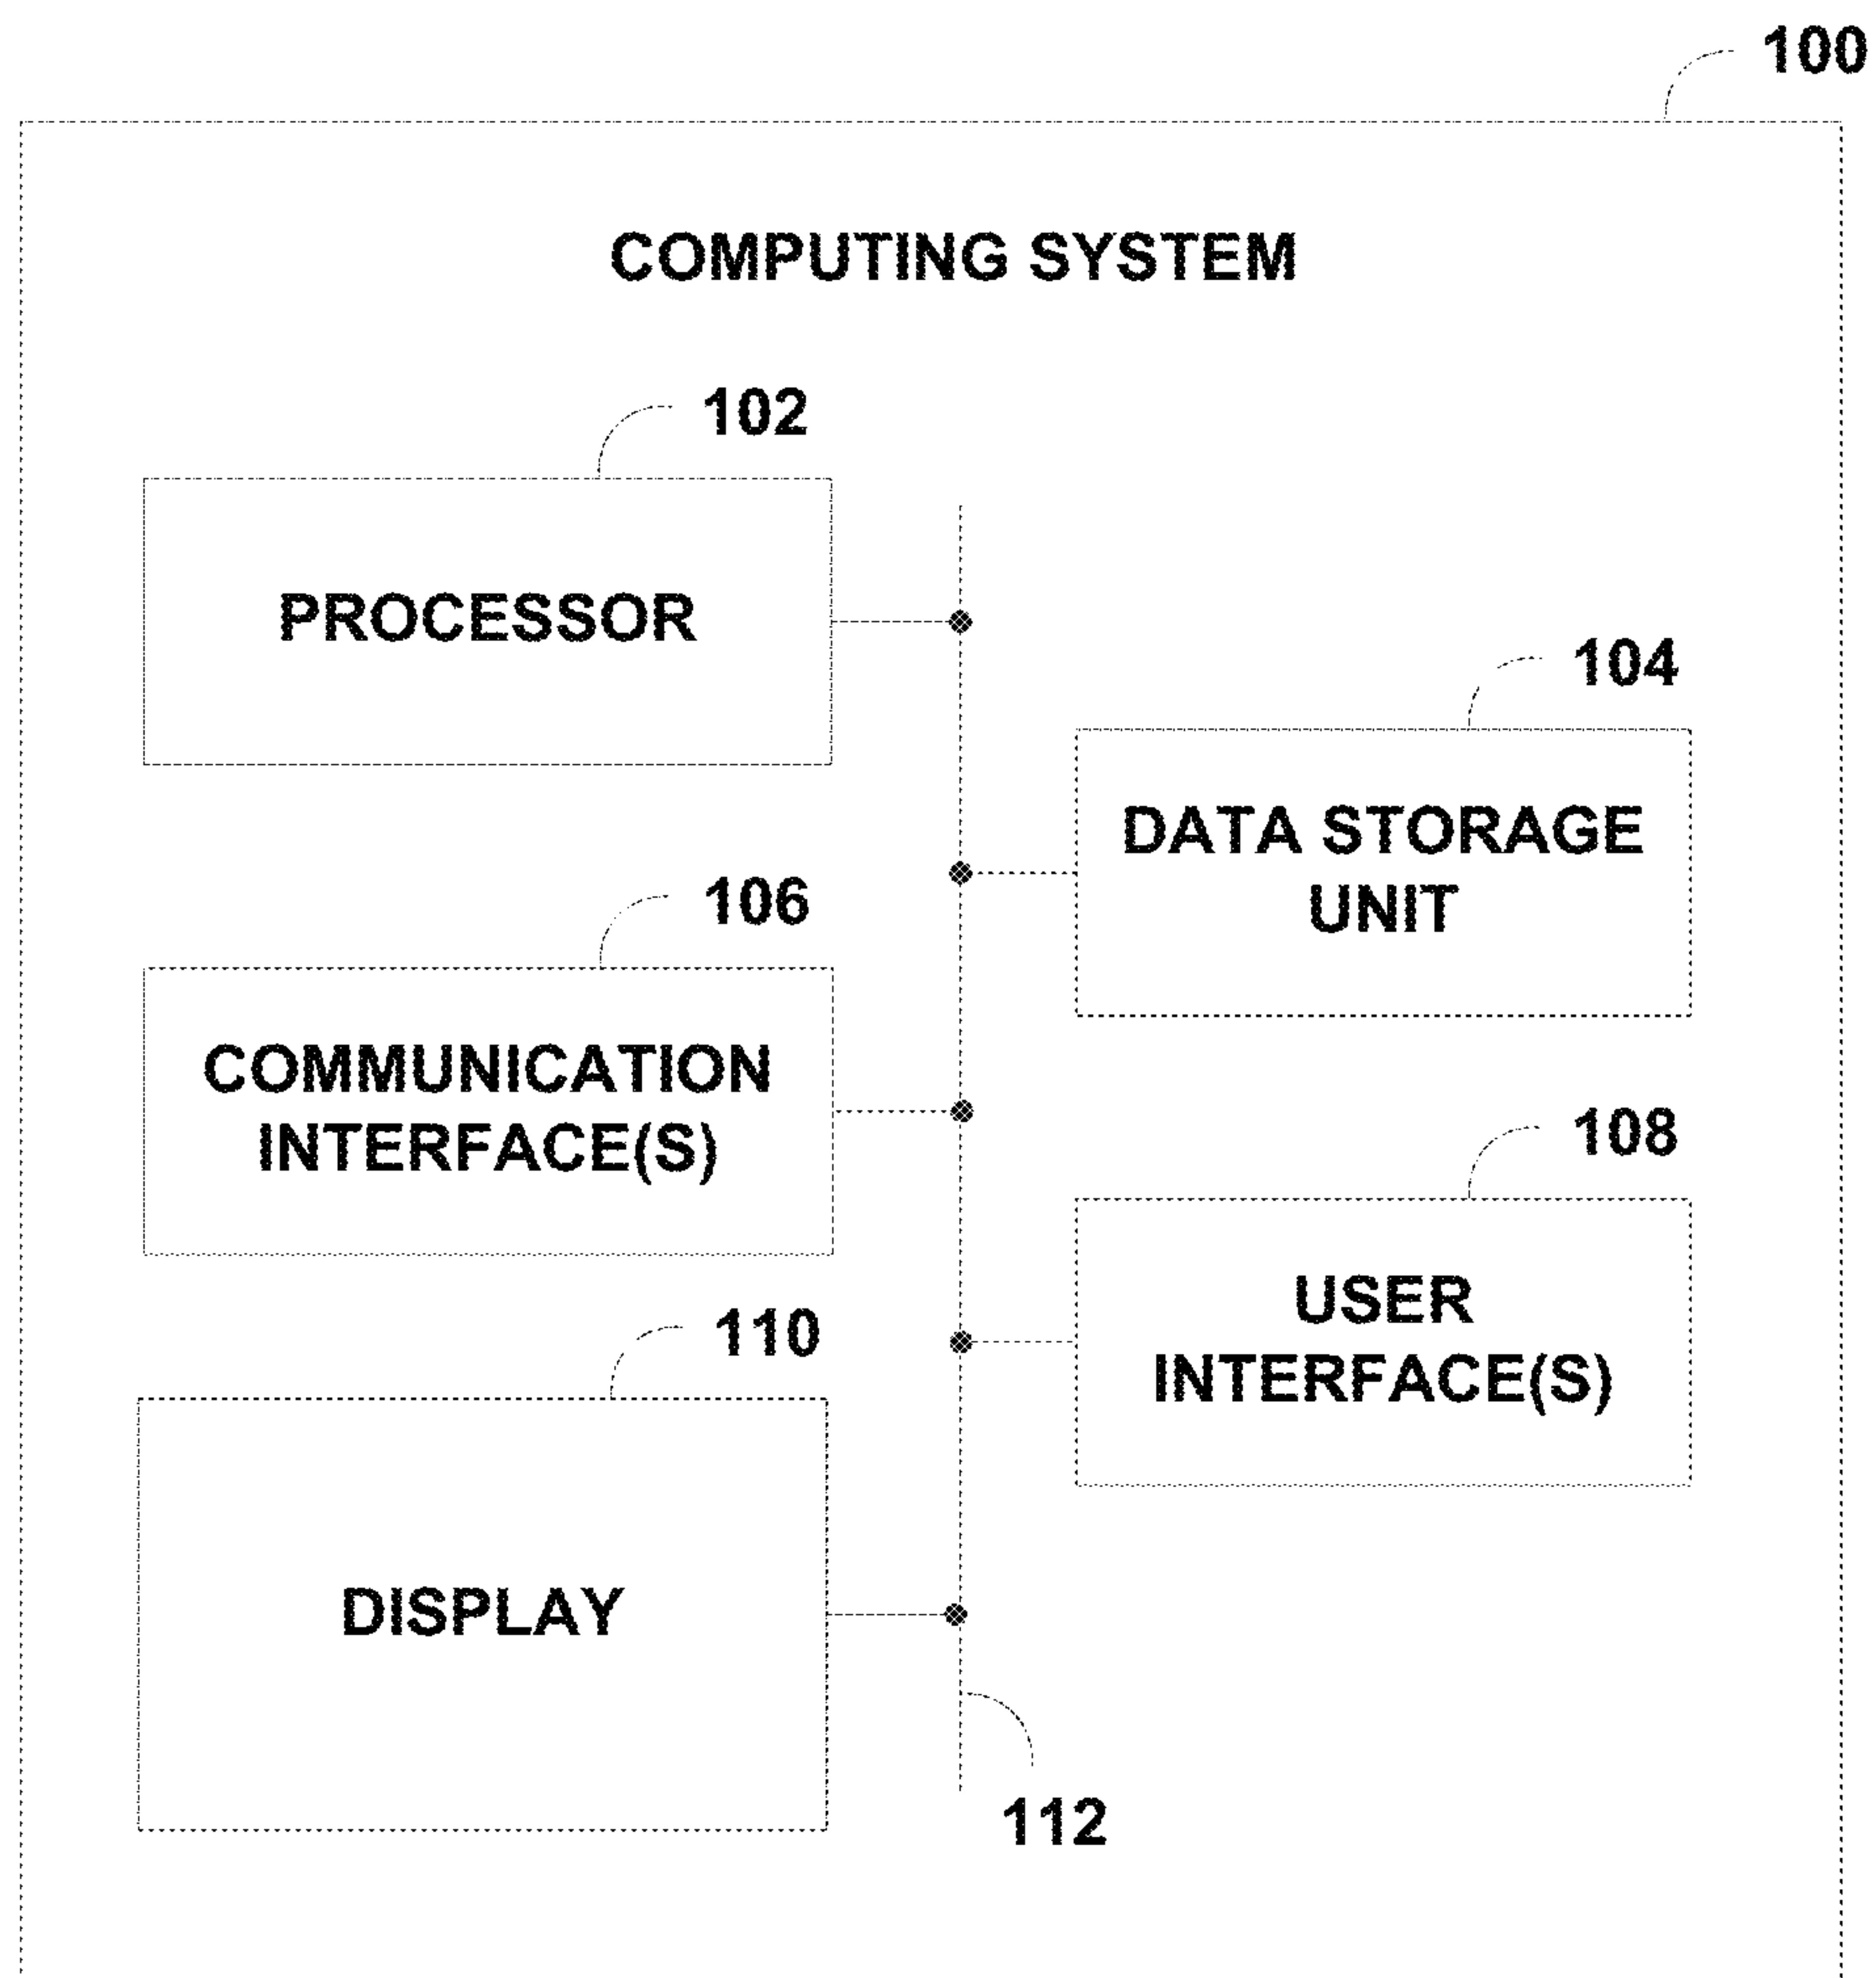 100
COMPUTING SYSTEM
102
PROCESSOR
104
DATA STORAGE
UNIT
106
COMMUNICATION
INTERFACE(S)
108
USER
INTERFACE(S)
110
DISPLAY
112